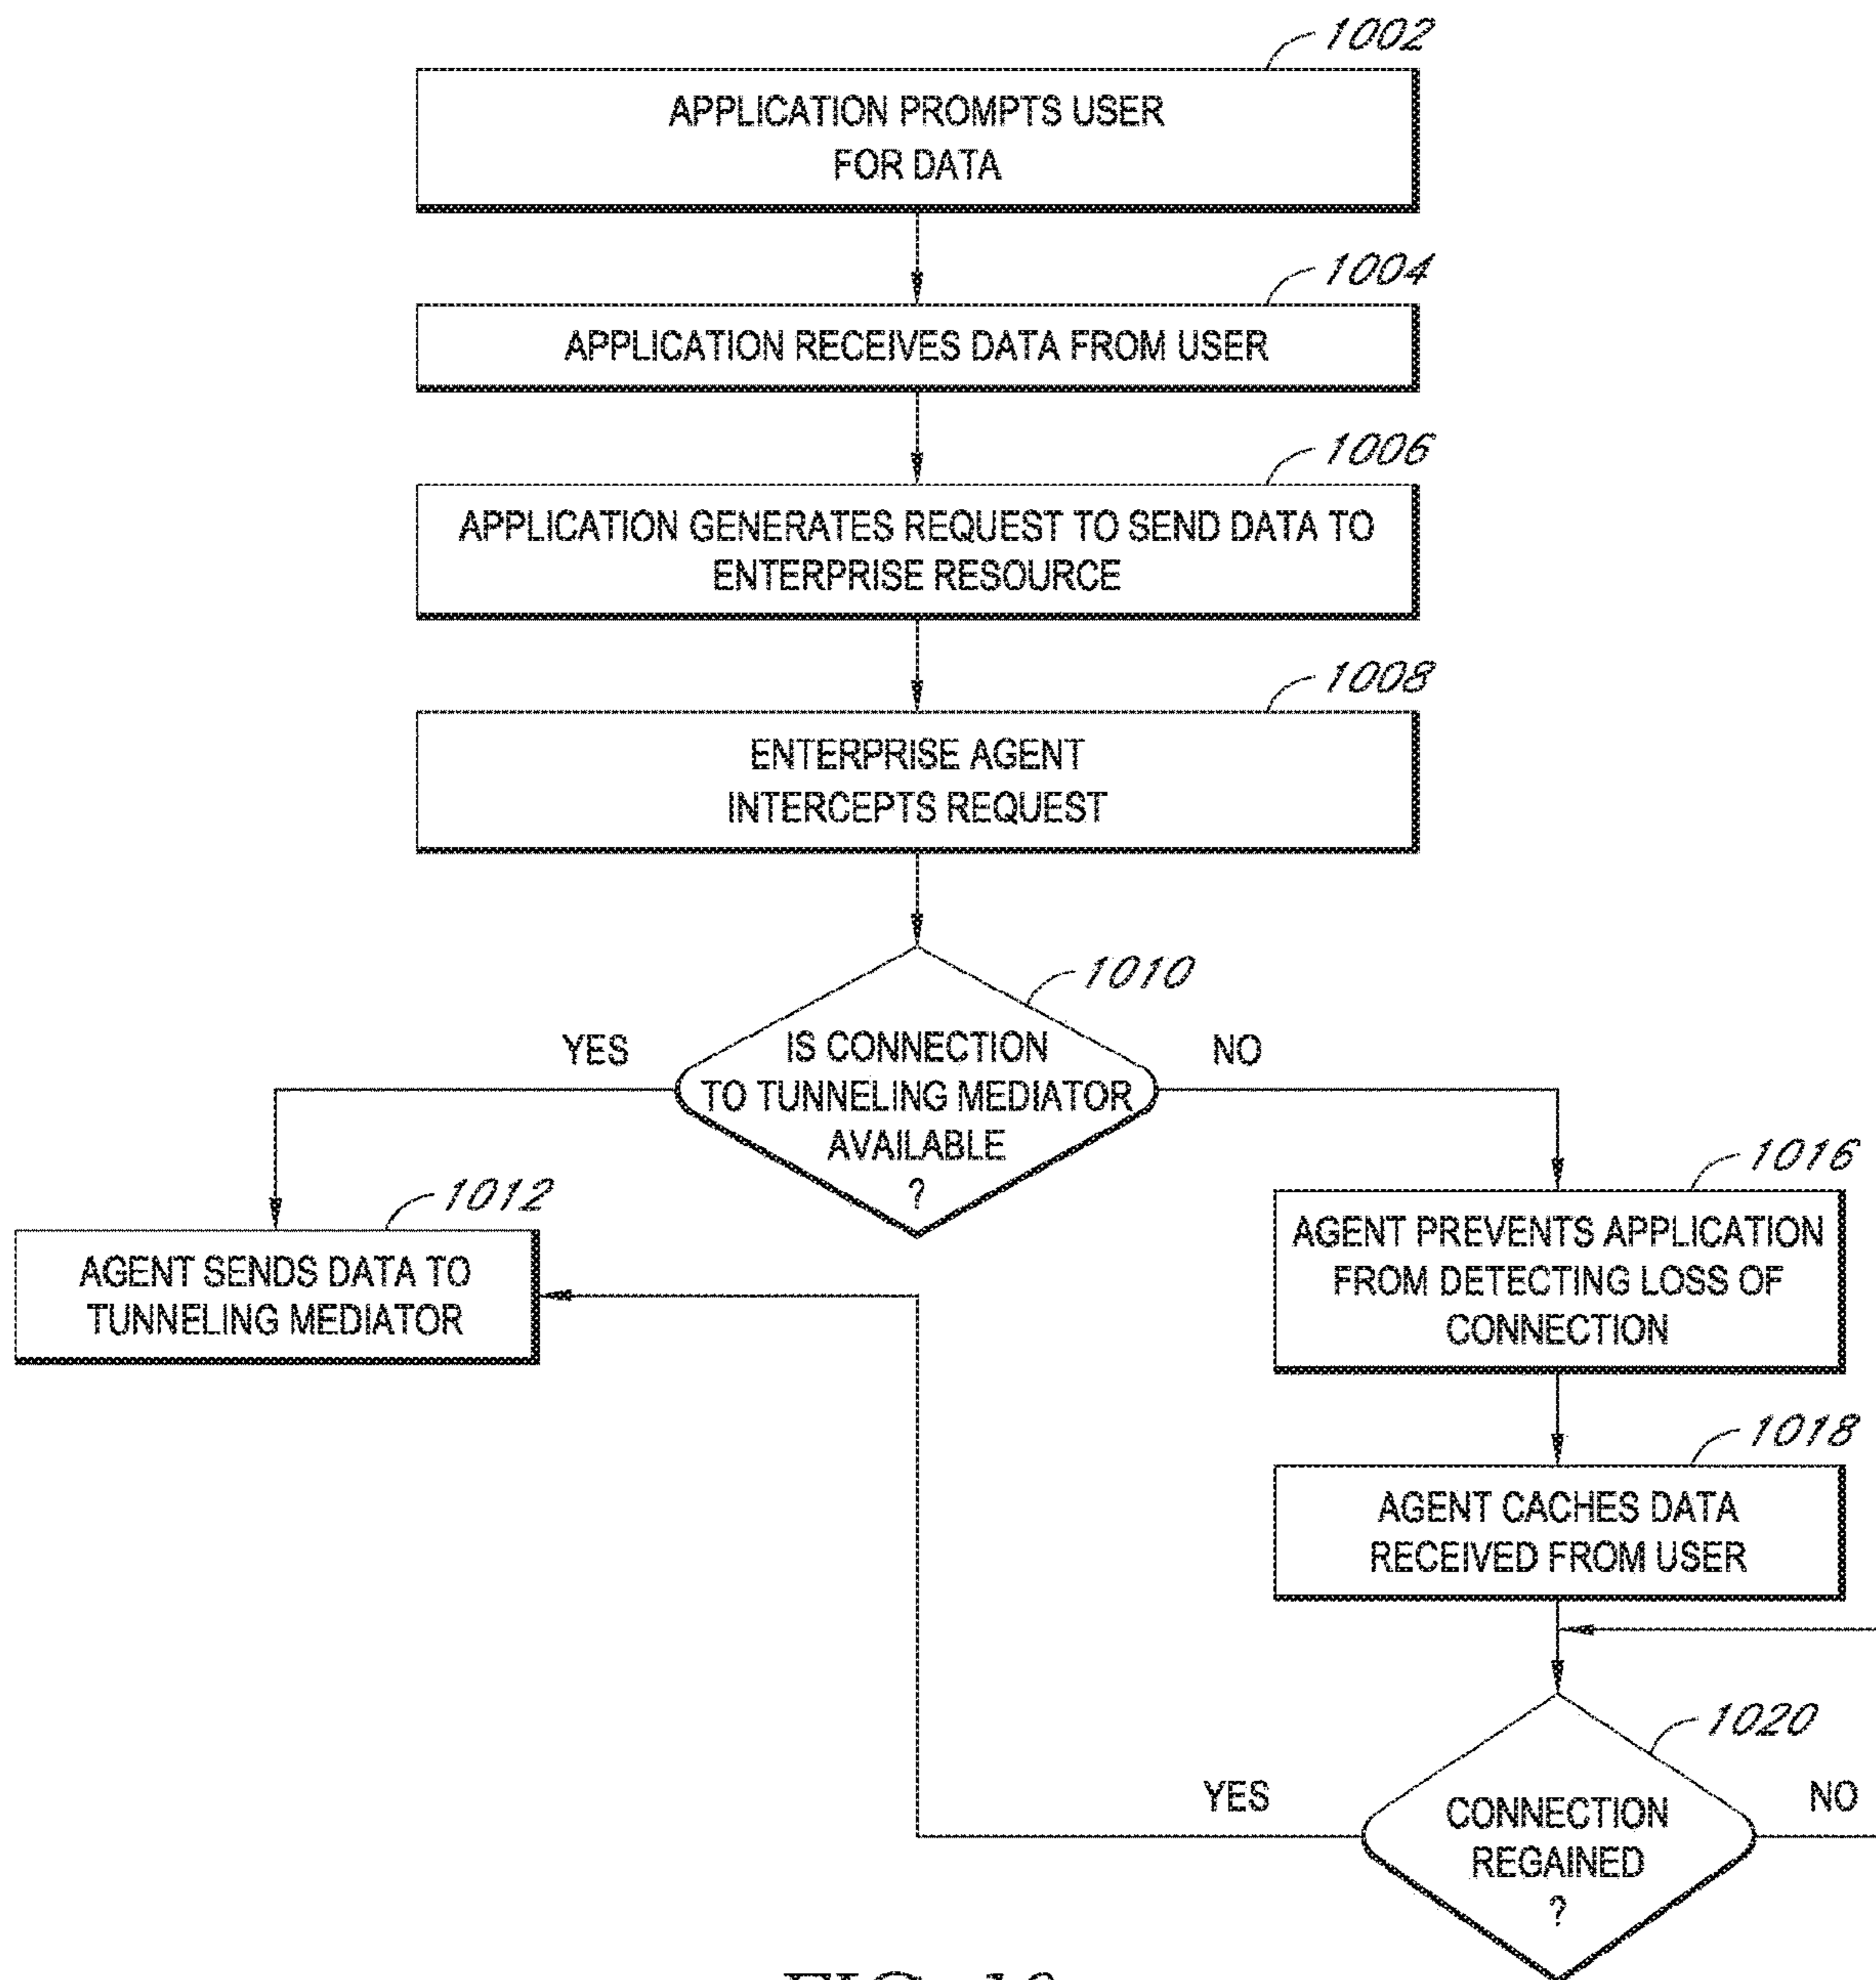 1002
APPLICATION PROMPTS USER
FOR DATA
1004
APPLICATION RECEIVES DATA FROM USER
1006
APPLICATION GENERATES REQUEST TO SEND DATA TO
ENTERPRISE RESOURCE
1008
ENTERPRISE AGENT
INTERCEPTS REQUEST
1010
YES
IS CONNECTION
TO TUNNELING MEDIATOR
AVAILABLE
?
NO
1012
AGENT SENDS DATA TO
TUNNELING MEDIATOR
1016
AGENT PREVENTS APPLICATION
FROM DETECTING LOSS OF
CONNECTION
1018
AGENT CACHES DATA
RECEIVED FROM USER
1020
YES
CONNECTION
REGAINED
?
NO